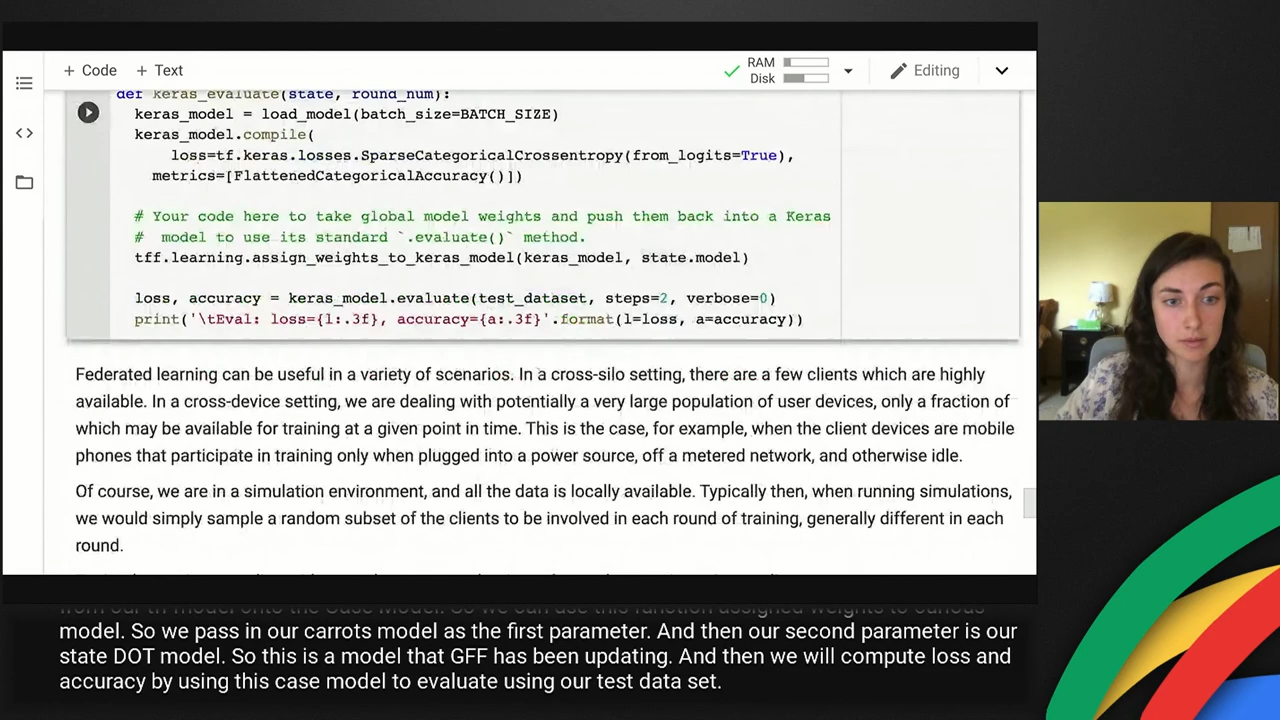 + Code + Text
RAM
Disk
Editing
def keras_evaluate(state, round_num):
keras_model = load_model(batch_size=BATCH_SIZE)
keras_model.compile(
loss=tf.keras.losses.SparseCategoricalCrossentropy(from_logits=True),
metrics=[FlattenedCategoricalAccuracy()])
# Your code here to take global model weights and push them back into a Keras
# model to use its standard `.evaluate()` method.
tff.learning.assign_weights_to_keras_model(keras_model, state.model)
loss, accuracy = keras_model.evaluate(test_dataset, steps=2, verbose=0)
print('\tEval: loss={l:.3f}, accuracy={a:.3f}'.format(l=loss, a=accuracy))
Federated learning can be useful in a variety of scenarios. In a cross-silo setting, there are a few clients which are highly
available. In a cross-device setting, we are dealing with potentially a very large population of user devices, only a fraction of
which may be available for training at a given point in time. This is the case, for example, when the client devices are mobile
phones that participate in training only when plugged into a power source, off a metered network, and otherwise idle.
Of course, we are in a simulation environment, and all the data is locally available. Typically then, when running simulations,
we would simply sample a random subset of the clients to be involved in each round of training, generally different in each
round.
model. So we pass in our carrots model as the first parameter. And then our second parameter is our
state DOT model. So this is a model that GFF has been updating. And then we will compute loss and
accuracy by using this case model to evaluate using our test data set.